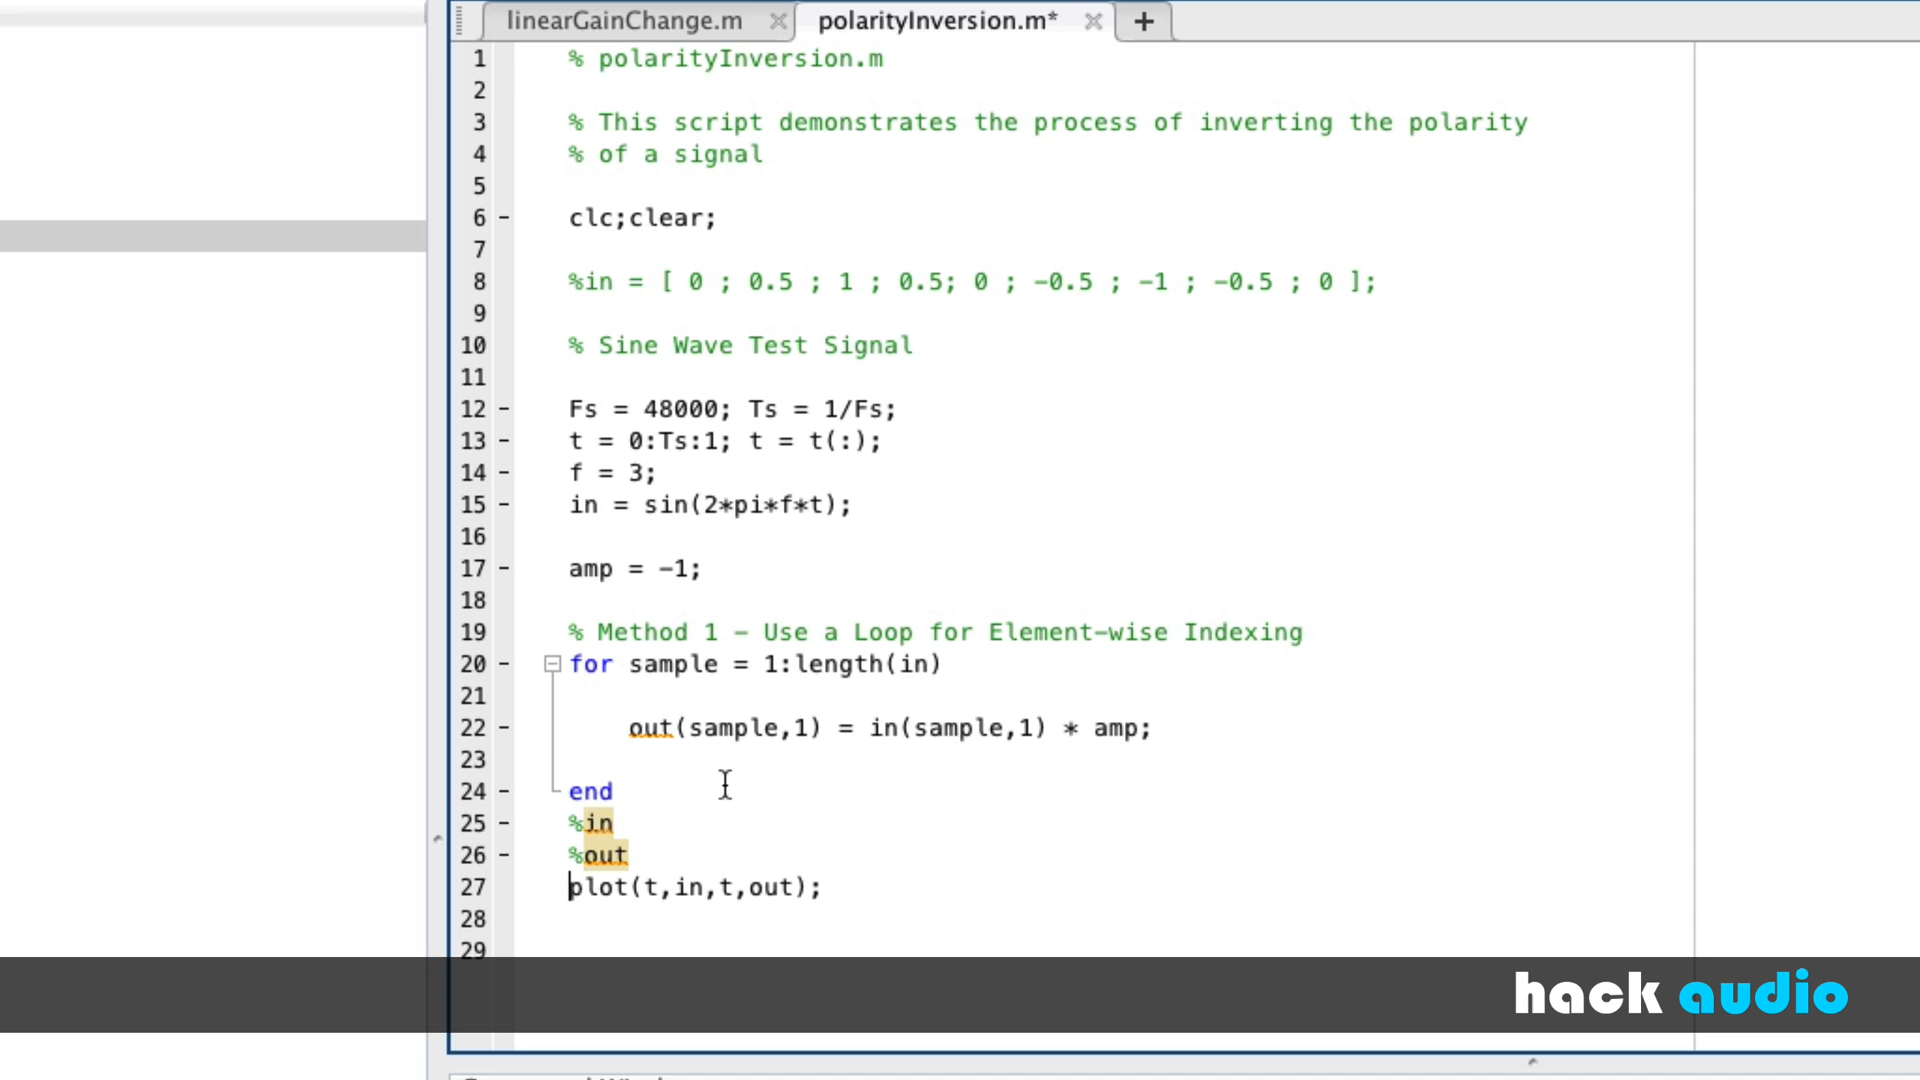 linearGainChange.m × polarityInversion.m* × +
1 % polarityInversion.m
2
3 % This script demonstrates the process of inverting the polarity
4 % of a signal
5
6 - clc;clear;
7
8 %in = [ 0 ; 0.5 ; 1 ; 0.5; 0 ; -0.5 ; -1 ; -0.5 ; 0 ];
9
10 % Sine Wave Test Signal
11
12 - Fs = 48000; Ts = 1/Fs;
13 - t = 0:Ts:1; t = t(:);
14 - f = 3;
15 - in = sin(2*pi*f*t);
16
17 - amp = -1;
18
19 % Method 1 - Use a Loop for Element-wise Indexing
20 - for sample = 1:length(in)
21
22 - out(sample,1) = in(sample,1) * amp;
23
24 - end
25 - %in
26 - %out
27 plot(t,in,t,out);
28
29
hack audio